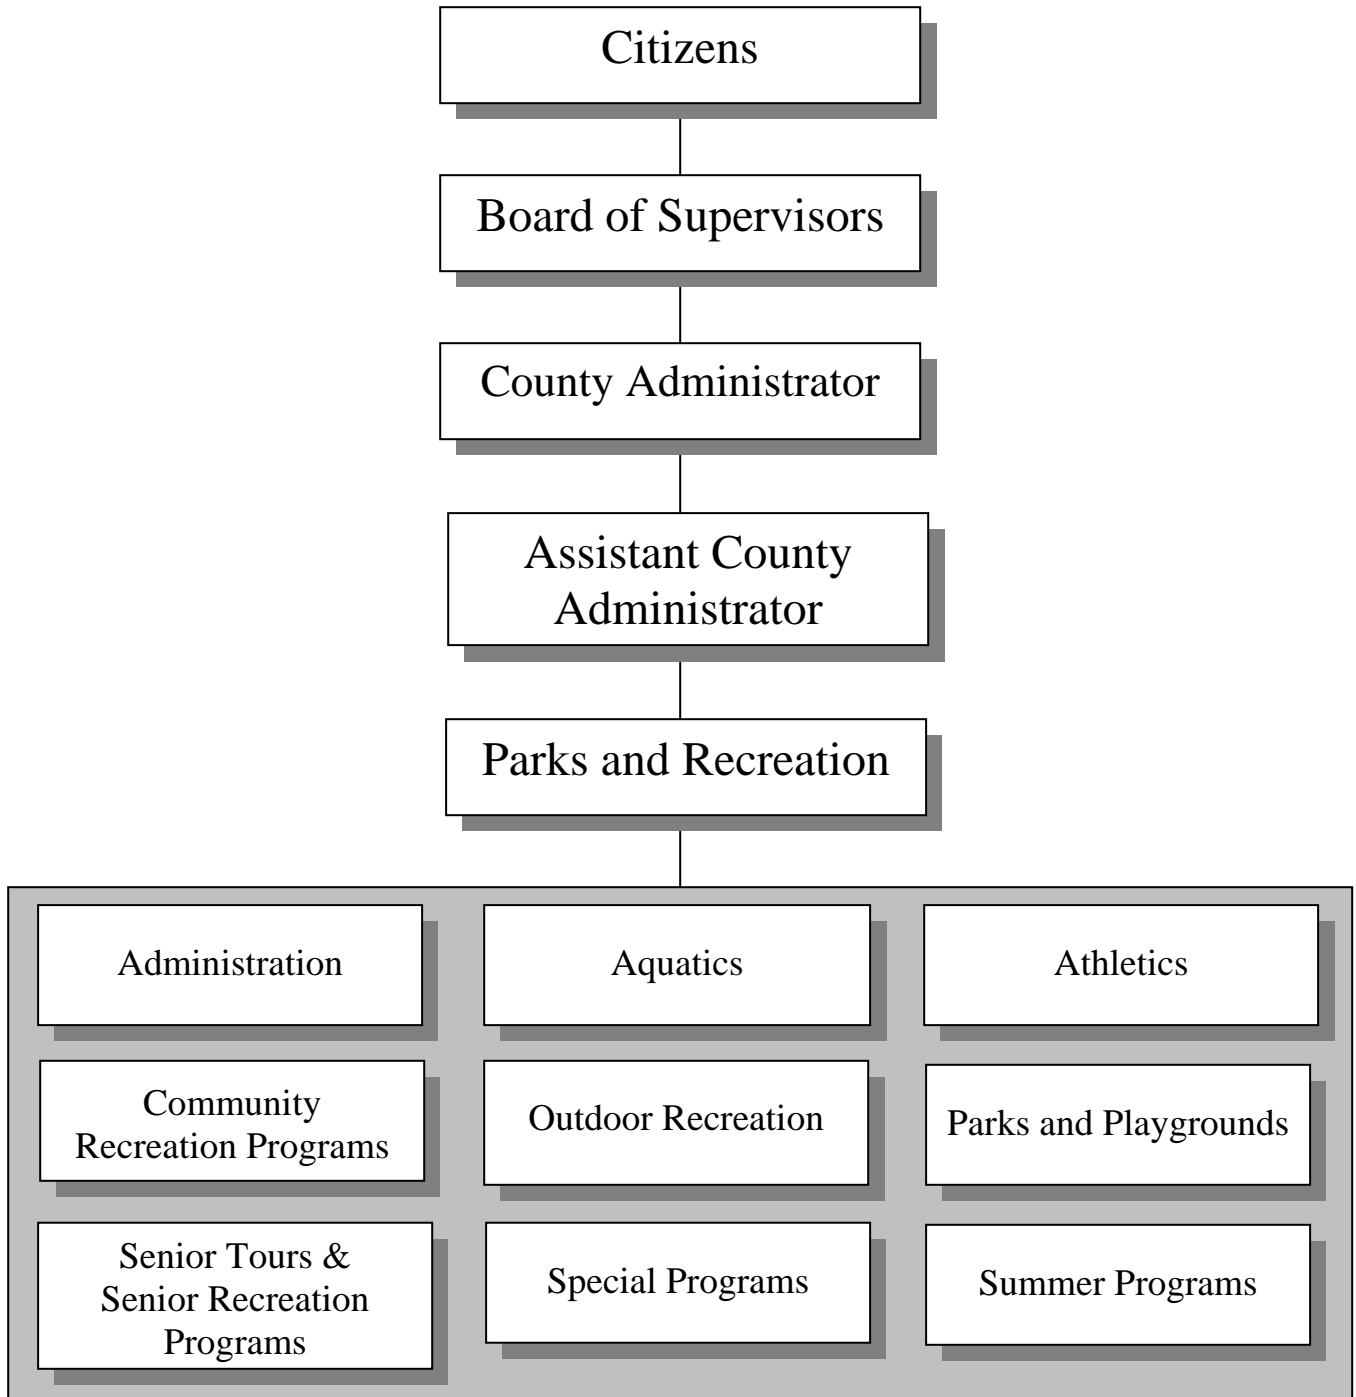 Citizens
Board of Supervisors
County Administrator
Assistant County
Administrator
Parks and Recreation
Administration
Aquatics
Athletics
Community
Recreation Programs
Outdoor Recreation
Parks and Playgrounds
Senior Tours &
Senior Recreation
Programs
Special Programs
Summer Programs